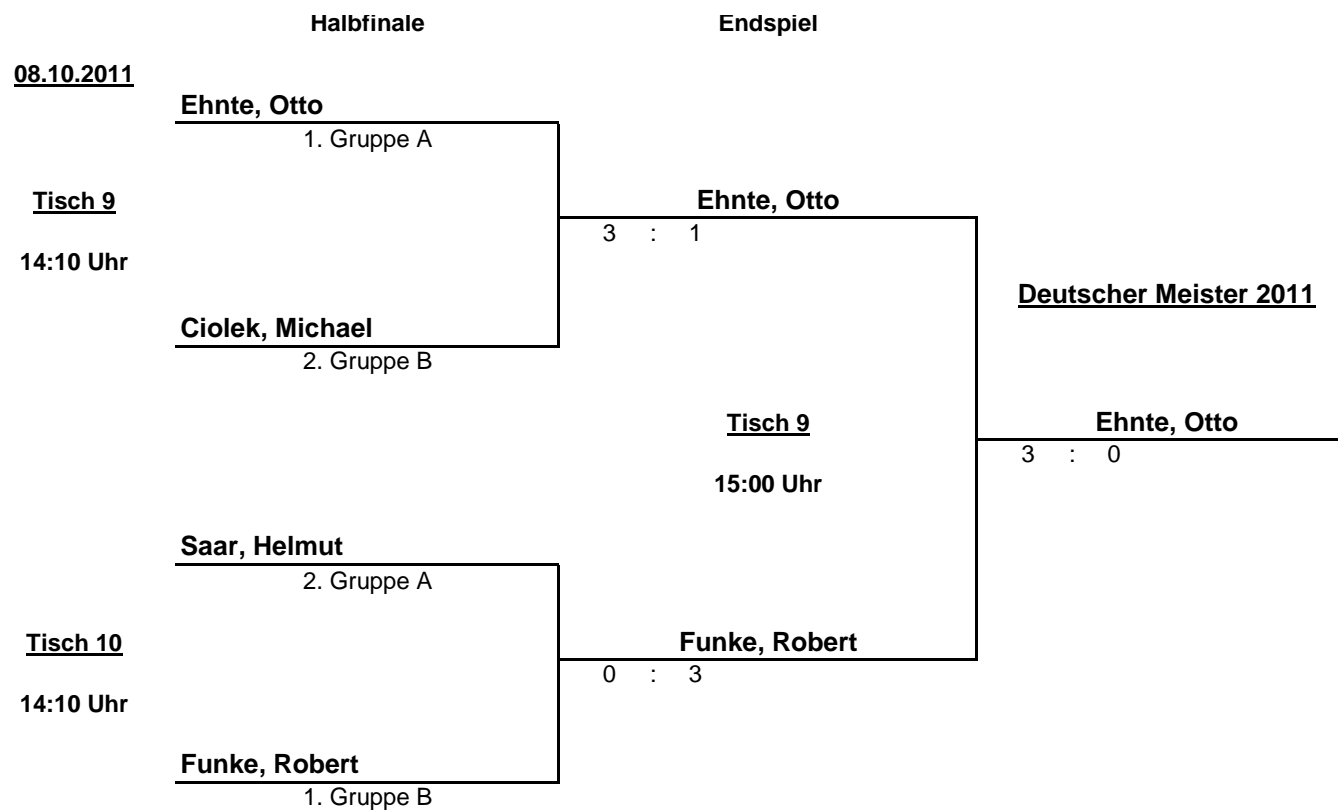 Halbfinale Endspiel
08.10.2011
Ehnte, Otto
1. Gruppe A
Tisch 9 Ehnte, Otto
3 : 1
14:10 Uhr
Deutscher Meister 2011
Ciolek, Michael
2. Gruppe B
Tisch 9 Ehnte, Otto
3 : 0
15:00 Uhr
Saar, Helmut
2. Gruppe A
Tisch 10 Funke, Robert
0 : 3
14:10 Uhr
Funke, Robert
1. Gruppe B